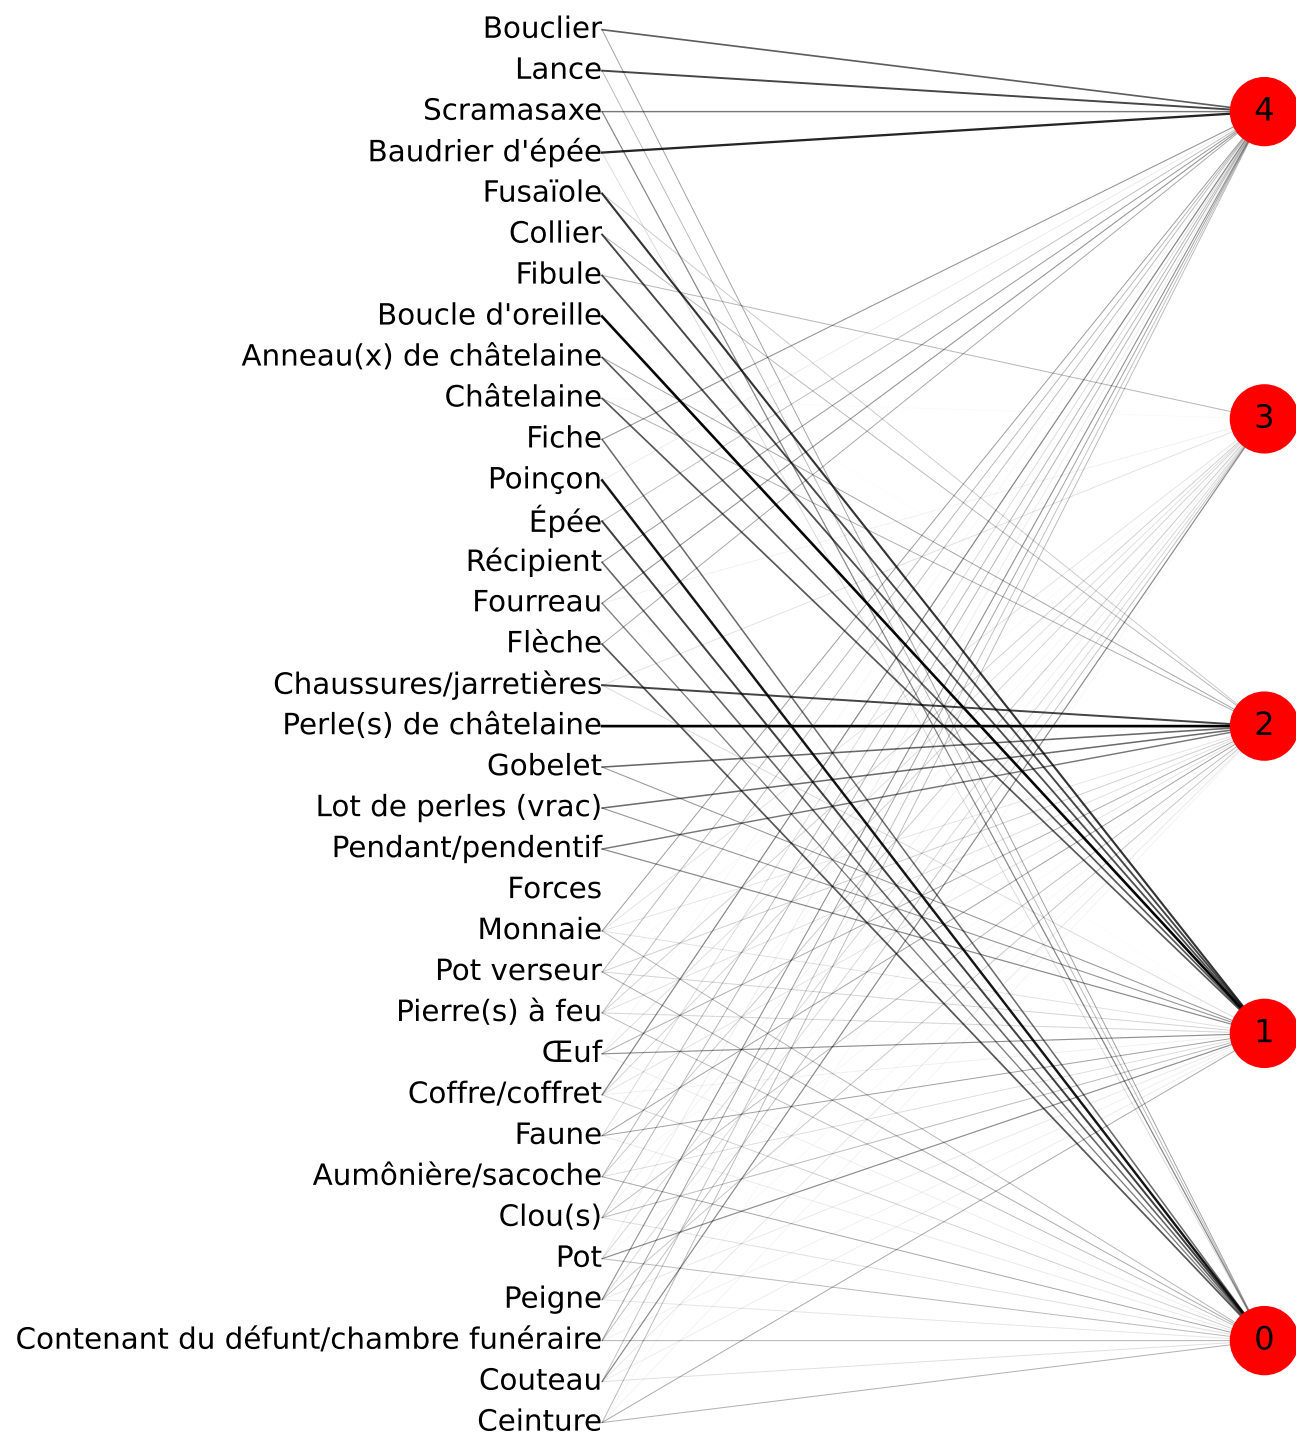 Bouclier
Lance
Scramasaxe
Baudrier d'épée
Fusaïole
Collier
Fibule
Boucle d'oreille
Anneau(x) de châtelaine
Châtelaine
Fiche
Poinçon
Épée
Récipient
Fourreau
Flèche
Chaussures/jarretières
Perle(s) de châtelaine
Gobelet
Lot de perles (vrac)
Pendant/pendentif
Forces
Monnaie
Pot verseur
Pierre(s) à feu
Œuf
Coffre/coffret
Faune
Aumônière/sacoche
Clou(s)
Pot
Peigne
Contenant du défunt/chambre funéraire
Couteau
Ceinture
4
3
2
1
0